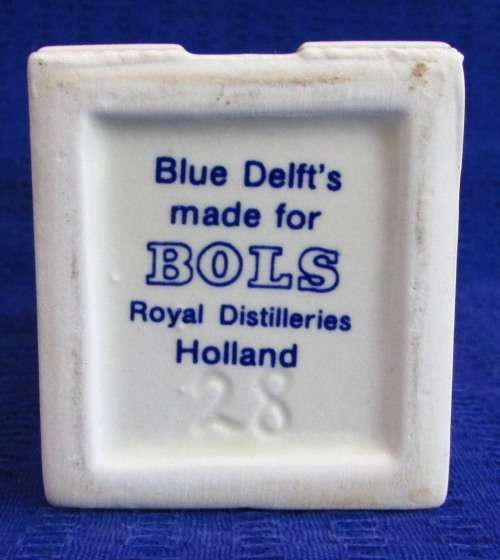 Blue Delft's
made for
BOLS
Royal Distilleries
Holland
28